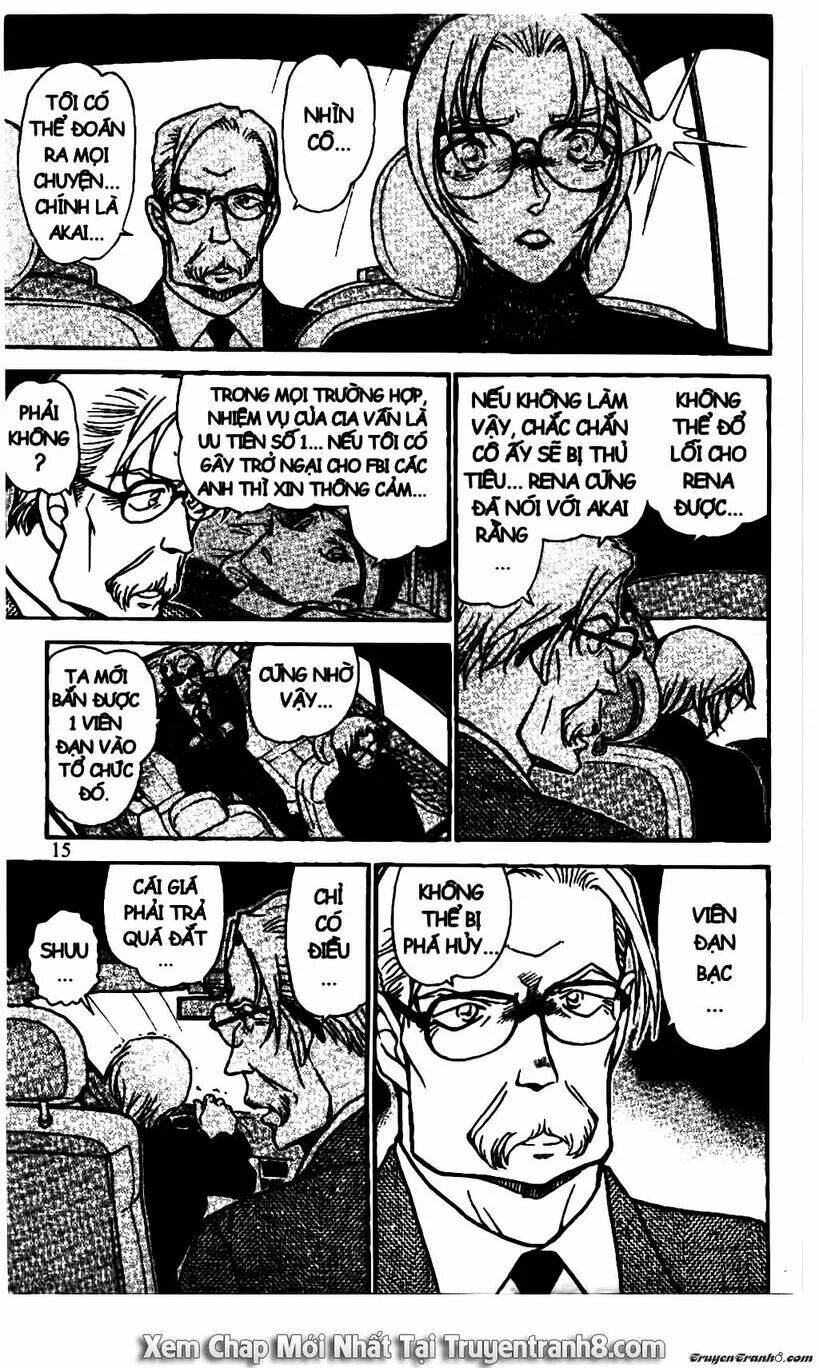 NHÌN
CÔ...
TÔI CÓ
THỂ ĐOÁN
RA MỌI
CHUYỆN...
CHÍNH LÀ
AKAI...
KHÔNG
THỂ ĐỔ
LỖI CHO
RENA
ĐƯỢC...
NẾU KHÔNG LÀM
VẬY, CHẮC CHẮN
CÔ ẤY SẼ BỊ THỦ
TIÊU... RENA CŨNG
ĐÃ NÓI VỚI AKAI
RẰNG
...
TRONG MỌI TRƯỜNG HỢP,
NHIỆM VỤ CỦA CIA VẪN LÀ
ƯU TIÊN SỐ 1... NẾU TÔI CÓ
GÂY TRỞ NGẠI CHO FBI CÁC
ANH THÌ XIN THÔNG CẢM...
PHẢI
KHÔNG
?
CŨNG NHỜ
VẬY...
TA MỚI
BẮN ĐƯỢC
1 VIÊN
ĐẠN VÀO
TỔ CHỨC
ĐÓ.
15
VIÊN
ĐẠN
BẠC
...
KHÔNG
THỂ BỊ
PHÁ HỦY...
CHỈ
CÓ
ĐIỀU
...
CÁI GIÁ
PHẢI TRẢ
QUÁ ĐẮT
...
SHUU
...
Xem Chap Mới Nhất Tại Truyentranh8.com
TruyenTranh8.com